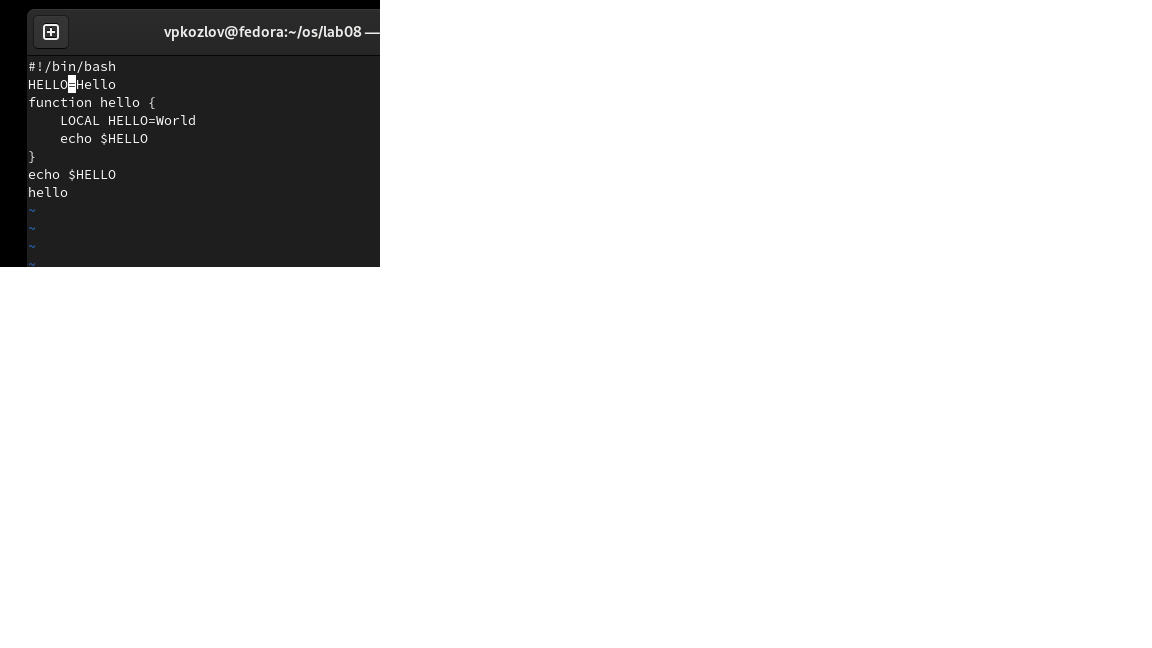 vpkozlov@fedora:~/os/lab08 —
#!/bin/bash
HELLO=Hello
function hello {
    LOCAL HELLO=World
    echo $HELLO
}
echo $HELLO
hello
~
~
~
~